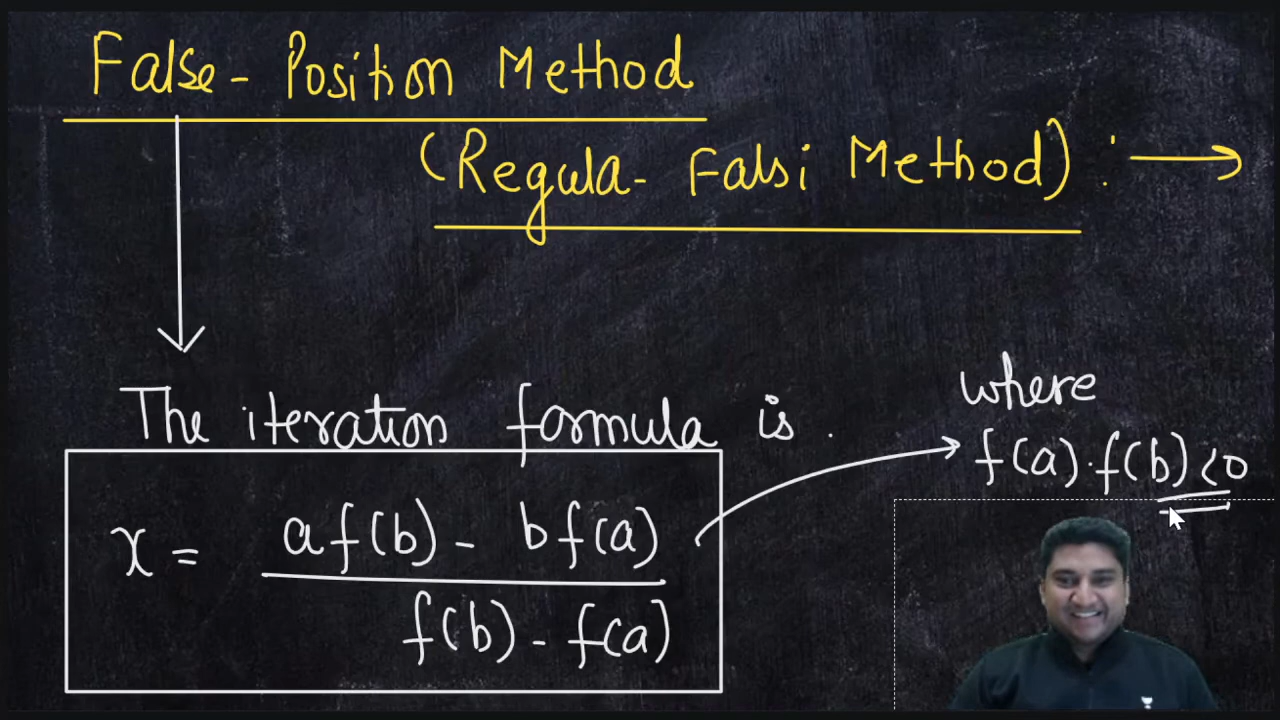 False - Position Method
(Regula - Falsi Method) : →
The iteration formula is .
where
f(a)·f(b) <0
x = af(b) - bf(a)
f(b) - f(a)